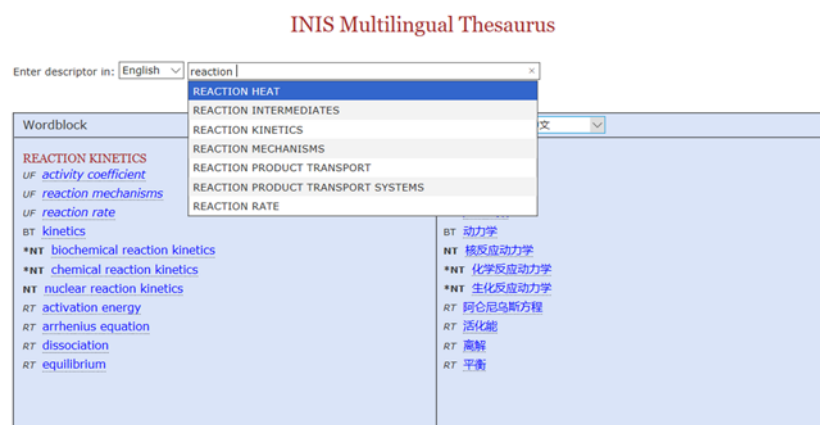 INIS Multilingual Thesaurus
Enter descriptor in: English reaction ×
REACTION HEAT
REACTION INTERMEDIATES
REACTION KINETICS
REACTION MECHANISMS
REACTION PRODUCT TRANSPORT
REACTION PRODUCT TRANSPORT SYSTEMS
REACTION RATE
Wordblock
文
REACTION KINETICS
UF activity coefficient
UF reaction mechanisms
UF reaction rate
BT kinetics
*NT biochemical reaction kinetics
*NT chemical reaction kinetics
NT nuclear reaction kinetics
RT activation energy
RT arrhenius equation
RT dissociation
RT equilibrium
BT 动力学
NT 核反应动力学
*NT 化学反应动力学
*NT 生化反应动力学
RT 阿仑尼乌斯方程
RT 活化能
RT 离解
RT 平衡